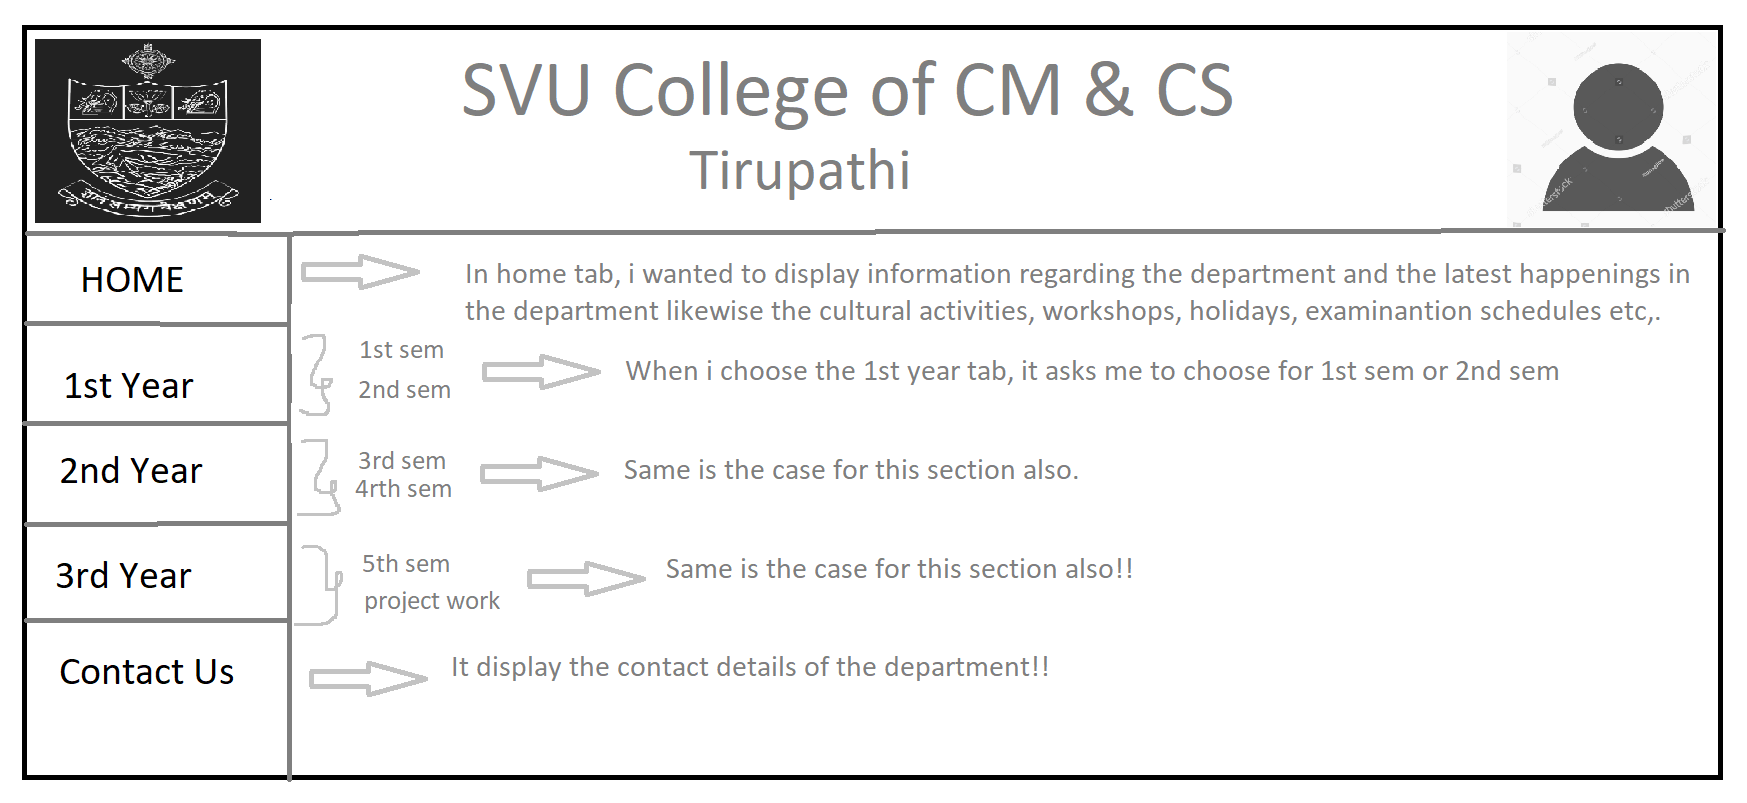 SVU College of CM & CS
Tirupathi
HOME
In home tab, i wanted to display information regarding the department and the latest happenings in
the department likewise the cultural activities, workshops, holidays, examinantion schedules etc,.
1st Year
1st sem
2nd sem
When i choose the 1st year tab, it asks me to choose for 1st sem or 2nd sem
2nd Year
3rd sem
4rth sem
Same is the case for this section also.
3rd Year
5th sem
project work
Same is the case for this section also!!
Contact Us
It display the contact details of the department!!